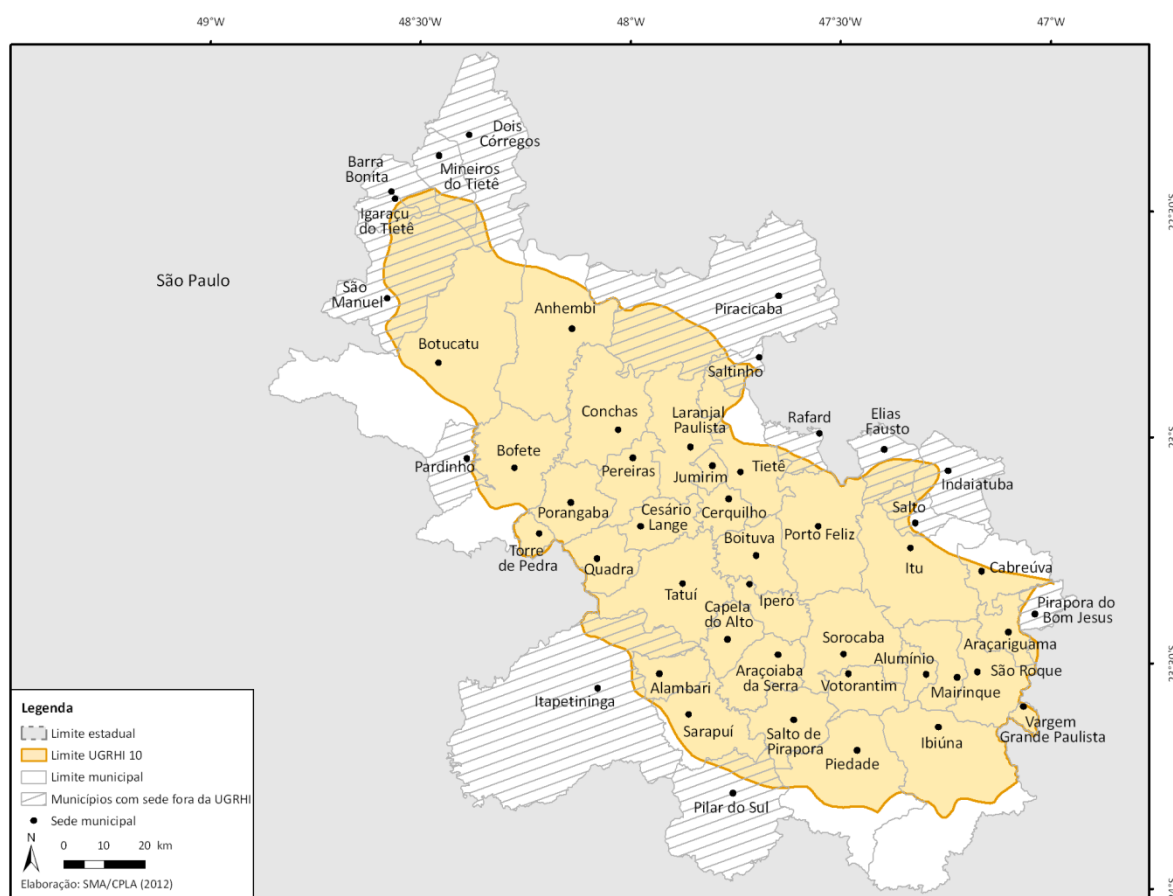 49°W
48°30'W
48°W
47°30'W
47°W
Dois
Córregos
Barra
Bonita
Mineiros
do Tietê
Igaraçu
do Tietê
São Paulo
São
Manuel
Piracicaba
Anhembi
Botucatu
Saltinho
Conchas
Laranjal
Paulista
Rafard
Elias
Fausto
Pardinho
Bofete
Pereiras
Jumirim
Tietê
Indaiatuba
Porangaba
Cesário
Lange
Cerquilho
Salto
Torre
de Pedra
Boituva
Porto Feliz
Quadra
Itu
Cabreúva
Tatuí
Iperó
Capela
do Alto
Pirapora do
Bom Jesus
Sorocaba
Araçariguama
Alumínio
São Roque
Araçoiaba
da Serra
Votorantim
Mairinque
Itapetininga
Alambari
Sarapuí
Salto de
Pirapora
Ibiúna
Vargem
Grande Paulista
Piedade
Pilar do Sul
Legenda
Limite estadual
Limite UGRHI 10
Limite municipal
Municípios com sede fora da UGRHI
Sede municipal
N
0 10 20 km
Elaboração: SMA/CPLA (2012)